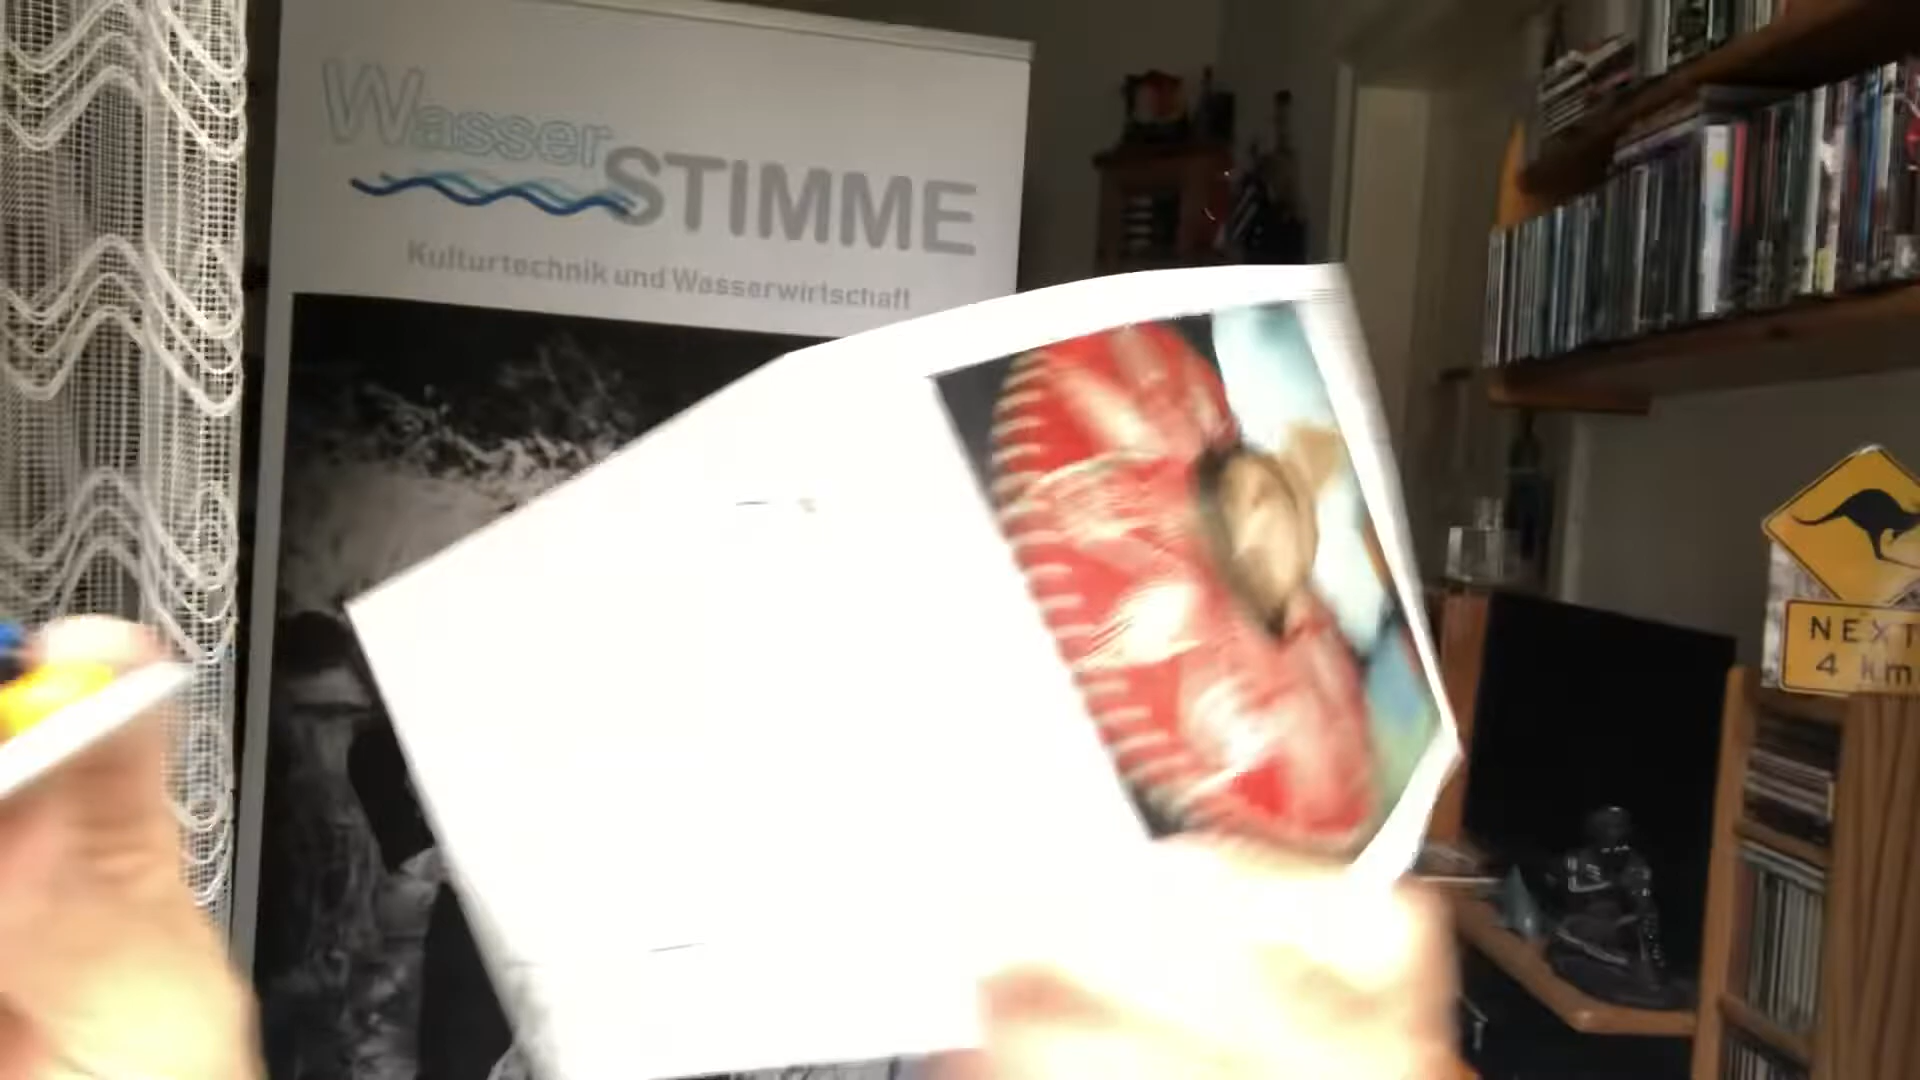 Wasser
STIMME
Kulturtechnik und Wasserwirtschaft
NEXT
4 km